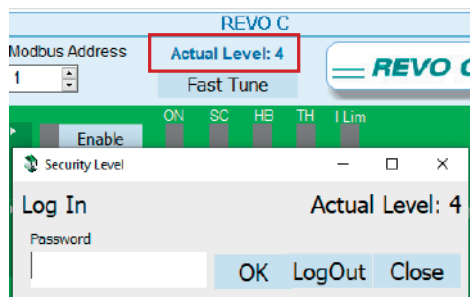 REVO C
Modbus Address
Actual Level: 4
1
Fast Tune
REVO C
ON SC HB TH I Lim
Enable
Security Level
Log In
Actual Level: 4
Password
OK LogOut Close